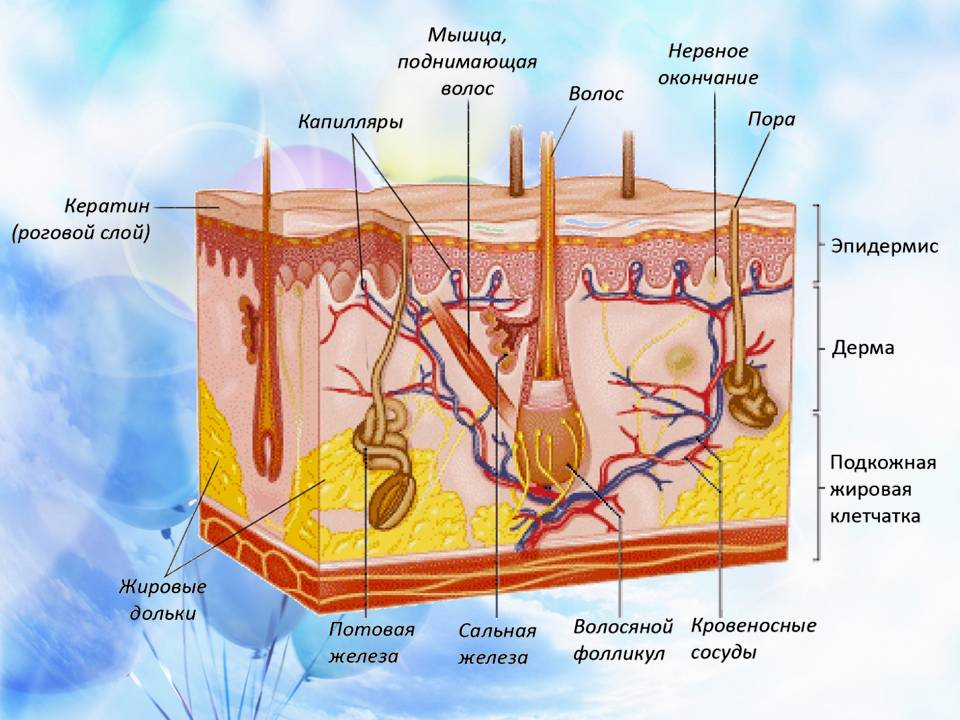 Мышца,
поднимающая
волос
Нервное
окончание
Волос
Пора
Капилляры
Кератин
(роговой слой)
Эпидермис
Дерма
Подкожная
жировая
клетчатка
Жировые
дольки
Потовая
железа
Сальная
железа
Волосяной
фолликул
Кровеносные
сосуды